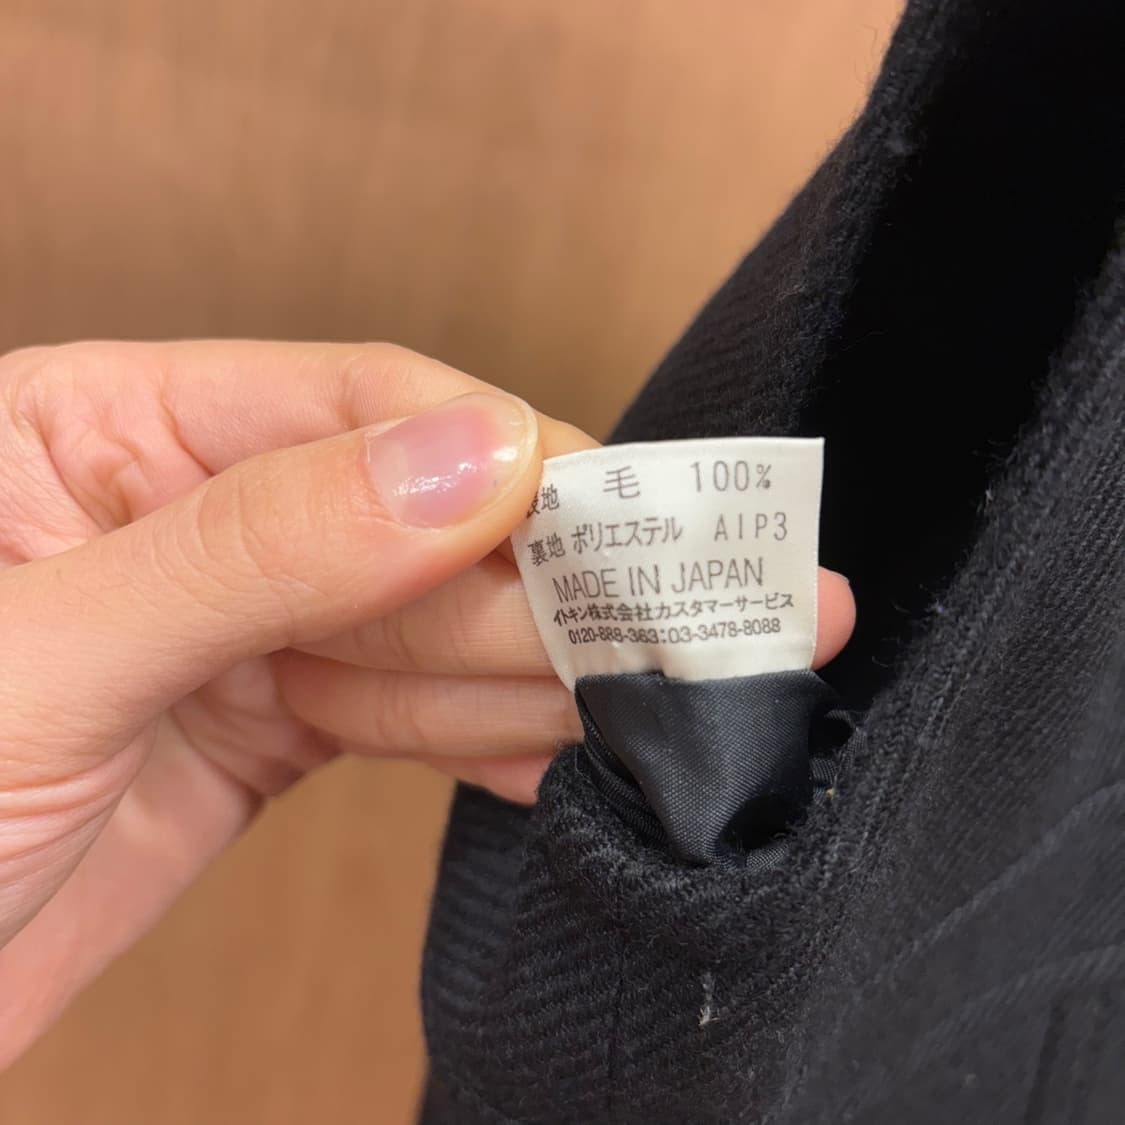 表地 毛 100%
裏地 ポリエステル AIP3
MADE IN JAPAN
イトキン株式会社カスタマーサービス
0120-888-363:03-3478-8088